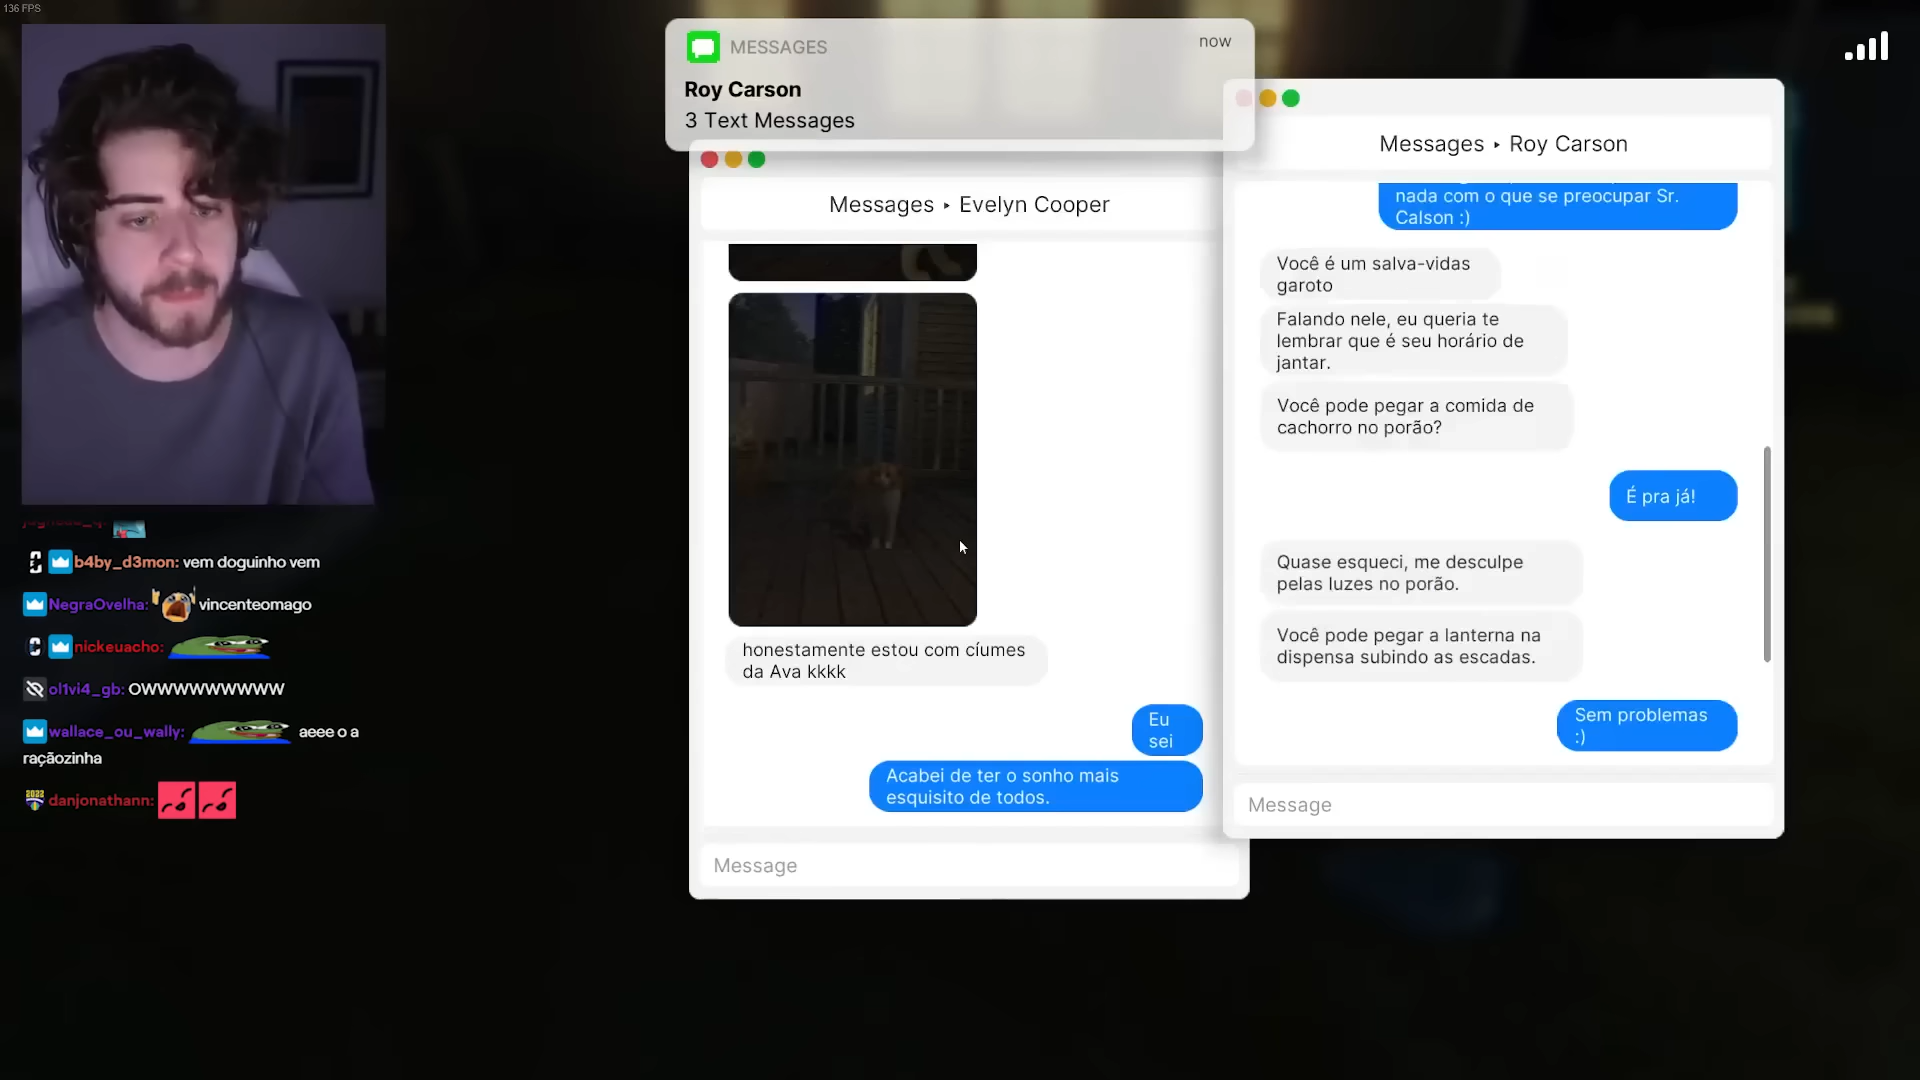 136 FPS
MESSAGES
now
Roy Carson
3 Text Messages
Messages ‣ Evelyn Cooper
honestamente estou com cíumes
da Ava kkkk
Eu
sei
Acabei de ter o sonho mais
esquisito de todos.
Message
Messages ‣ Roy Carson
nada com o que se preocupar Sr.
Calson :)
Você é um salva-vidas
garoto
Falando nele, eu queria te
lembrar que é seu horário de
jantar.
Você pode pegar a comida de
cachorro no porão?
É pra já!
Quase esqueci, me desculpe
pelas luzes no porão.
Você pode pegar a lanterna na
dispensa subindo as escadas.
Sem problemas
:)
Message
b4by_d3mon: vem doguinho vem
NegraOvelha: vincenteomago
nickeuacho:
ol1vi4_gb: OWWWWWWWWW
wallace_ou_wally: aeee o a
raçãozinha
2022
danjonathann: